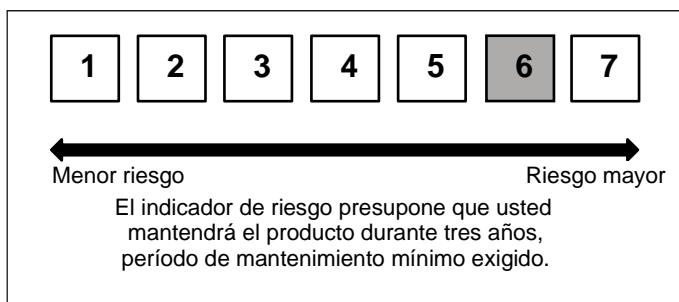 1 2 3 4 5 6 7
Menor riesgo Riesgo mayor
El indicador de riesgo presupone que usted
mantendrá el producto durante tres años,
período de mantenimiento mínimo exigido.